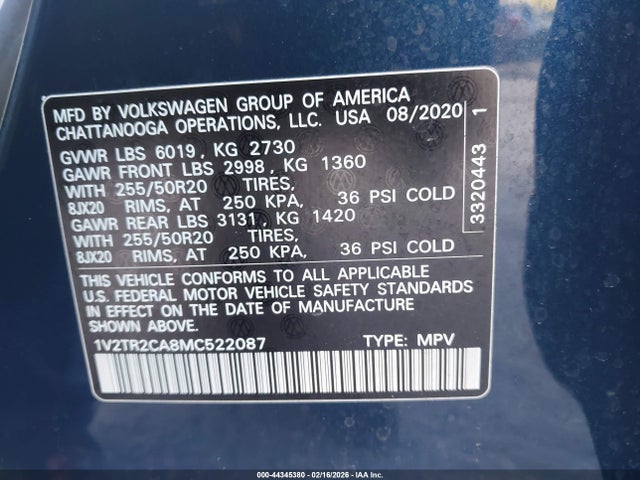 MFD BY VOLKSWAGEN GROUP OF AMERICA
CHATTANOOGA OPERATIONS, LLC. USA 08/2020
GVWR LBS 6019, KG 2730
GAWR FRONT LBS 2998, KG 1360
WITH 255/50R20 TIRES,
8JX20 RIMS, AT 250 KPA, 36 PSI COLD
GAWR REAR LBS 3131, KG 1420
WITH 255/50R20 TIRES,
8JX20 RIMS, AT 250 KPA, 36 PSI COLD
THIS VEHICLE CONFORMS TO ALL APPLICABLE
U.S. FEDERAL MOTOR VEHICLE SAFETY STANDARDS
IN EFFECT ON THE DATE OF MANUFACTURE
SHOWN ABOVE
1V2TR2CA8MC522087 TYPE: MPV
3320443 1
000-44345380 - 02/16/2026 - IAA Inc.